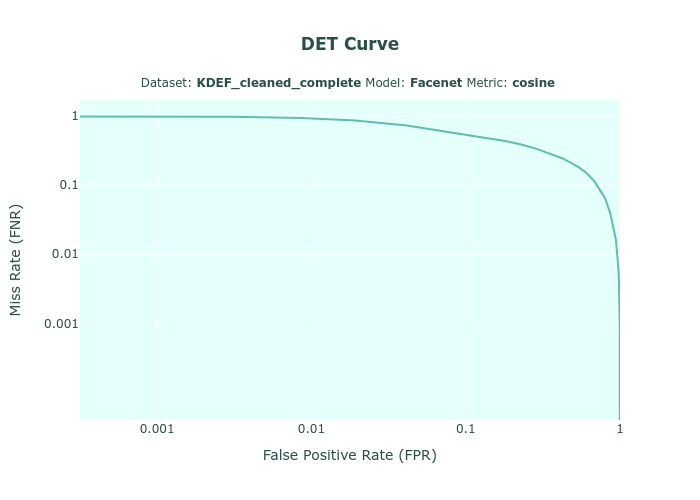 DET Curve
Dataset: KDEF_cleaned_complete Model: Facenet Metric: cosine
1
0.1
0.01
0.001
Miss Rate (FNR)
0.001
0.01
0.1
1
False Positive Rate (FPR)